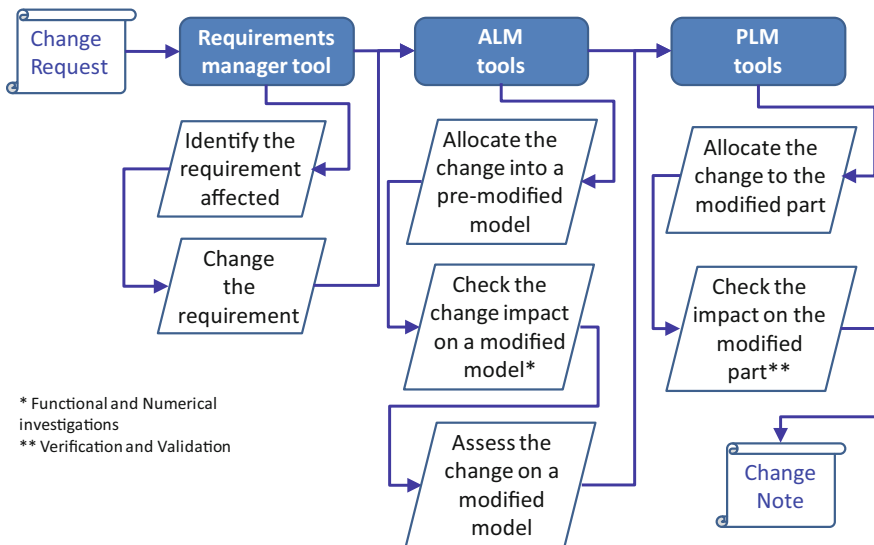 Change
Request
Requirements
manager tool
ALM
tools
PLM
tools
Identify the
requirement
affected
Change
the
requirement
Allocate the
change into a
pre-modified
model
Check the
change impact
on a modified
model*
Assess the
change on a
modified
model
Allocate the
change to the
modified part
Check the
impact on the
modified
part**
* Functional and Numerical
investigations
** Verification and Validation
Change
Note